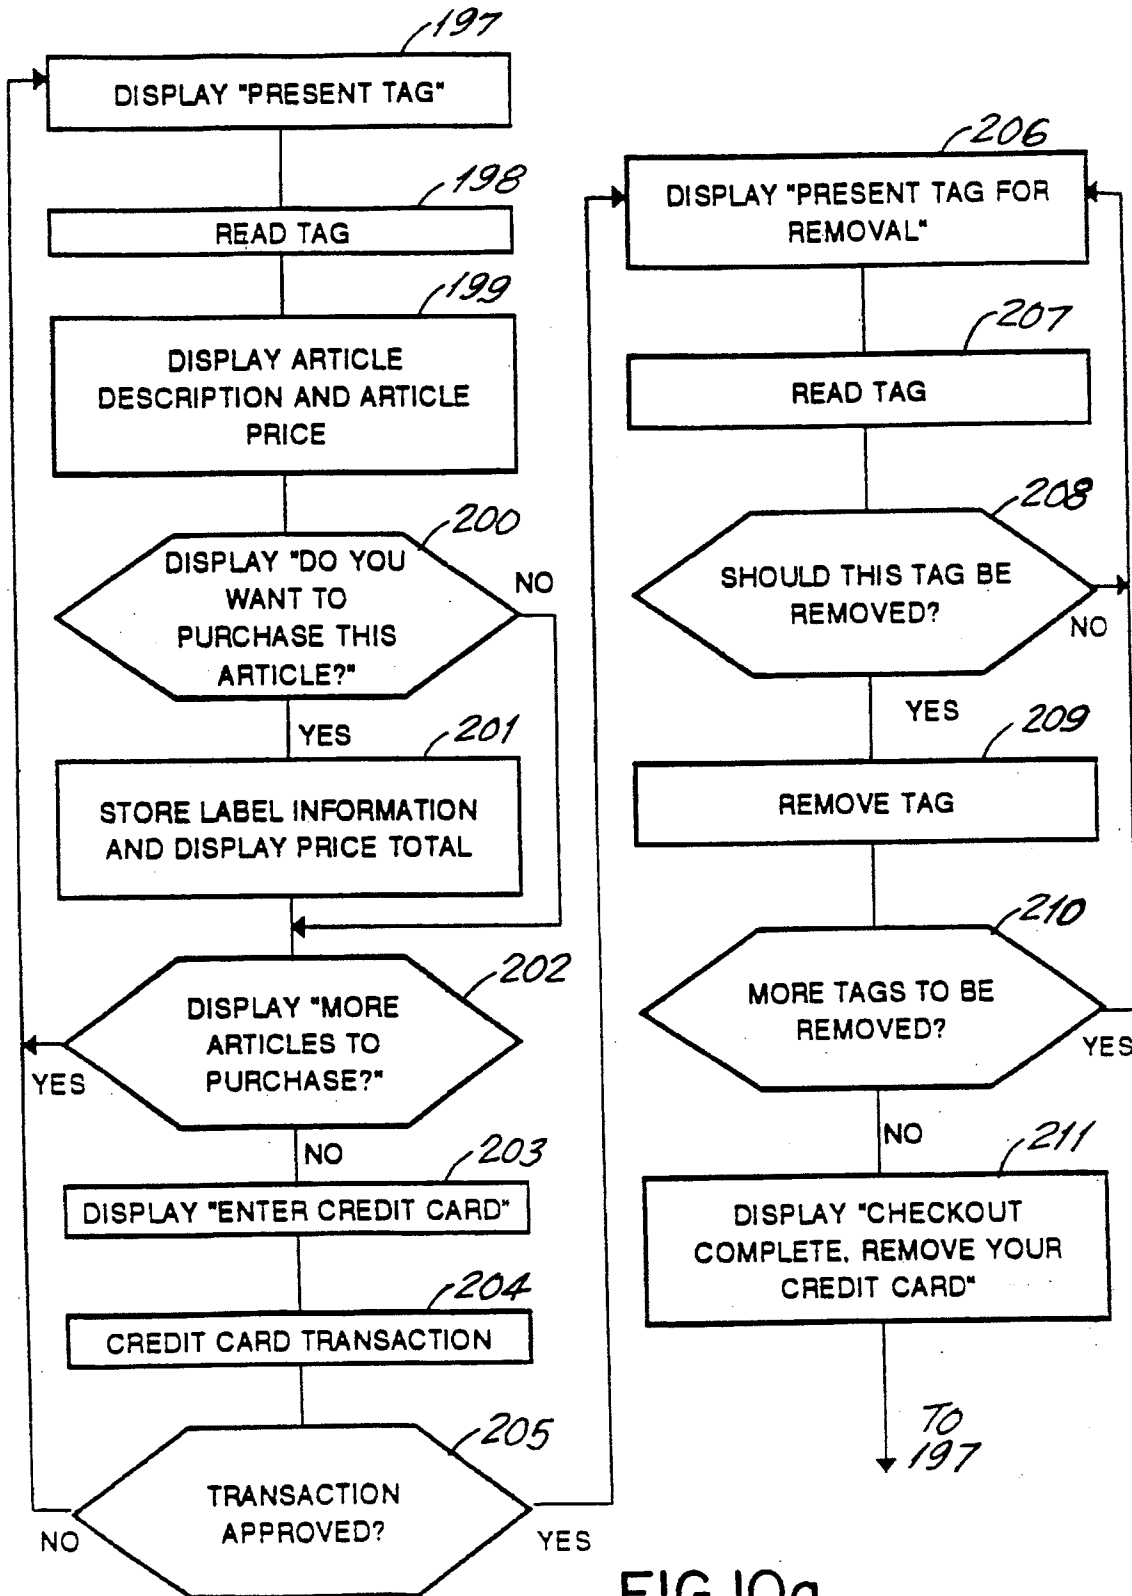 197
DISPLAY "PRESENT TAG"
198
READ TAG
199
DISPLAY ARTICLE
DESCRIPTION AND ARTICLE
PRICE
200
DISPLAY "DO YOU
WANT TO
PURCHASE THIS
ARTICLE?"
NO
YES
201
STORE LABEL INFORMATION
AND DISPLAY PRICE TOTAL
202
DISPLAY "MORE
ARTICLES TO
PURCHASE?"
YES
NO
203
DISPLAY "ENTER CREDIT CARD"
204
CREDIT CARD TRANSACTION
205
TRANSACTION
APPROVED?
NO
YES
206
DISPLAY "PRESENT TAG FOR
REMOVAL"
207
READ TAG
208
SHOULD THIS TAG BE
REMOVED?
NO
YES
209
REMOVE TAG
210
MORE TAGS TO BE
REMOVED?
YES
NO
211
DISPLAY "CHECKOUT
COMPLETE, REMOVE YOUR
CREDIT CARD"
TO
197
FIG. 10a